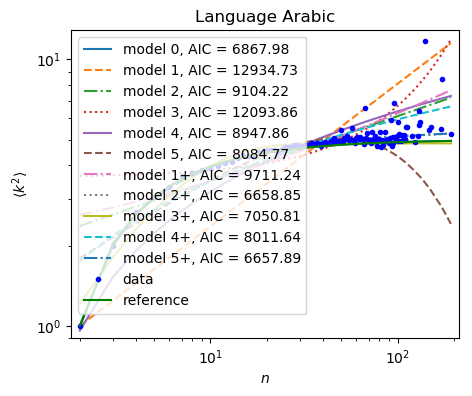 Language Arabic
10¹
model 0, AIC = 6867.98
model 1, AIC = 12934.73
model 2, AIC = 9104.22
model 3, AIC = 12093.86
model 4, AIC = 8947.86
model 5, AIC = 8084.77
model 1+, AIC = 9711.24
model 2+, AIC = 6658.85
model 3+, AIC = 7050.81
model 4+, AIC = 8011.64
model 5+, AIC = 6657.89
data
reference
⟨k²⟩
10⁰
10¹
10²
n